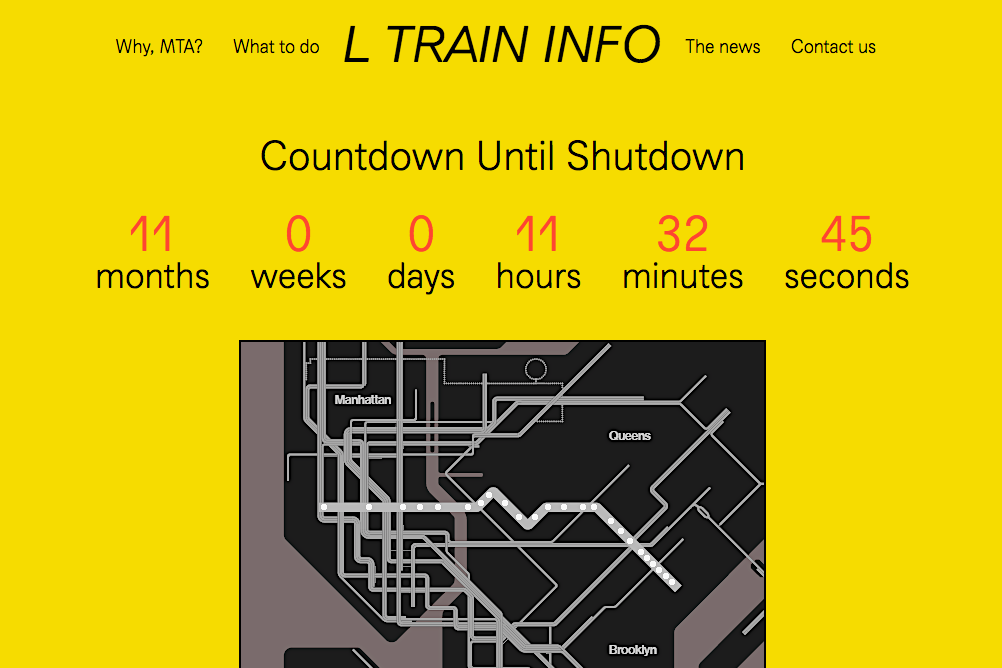 Why, MTA? What to do L TRAIN INFO The news Contact us
Countdown Until Shutdown
11 0 0 11 32 45
months weeks days hours minutes seconds
Manhattan
Queens
Brooklyn